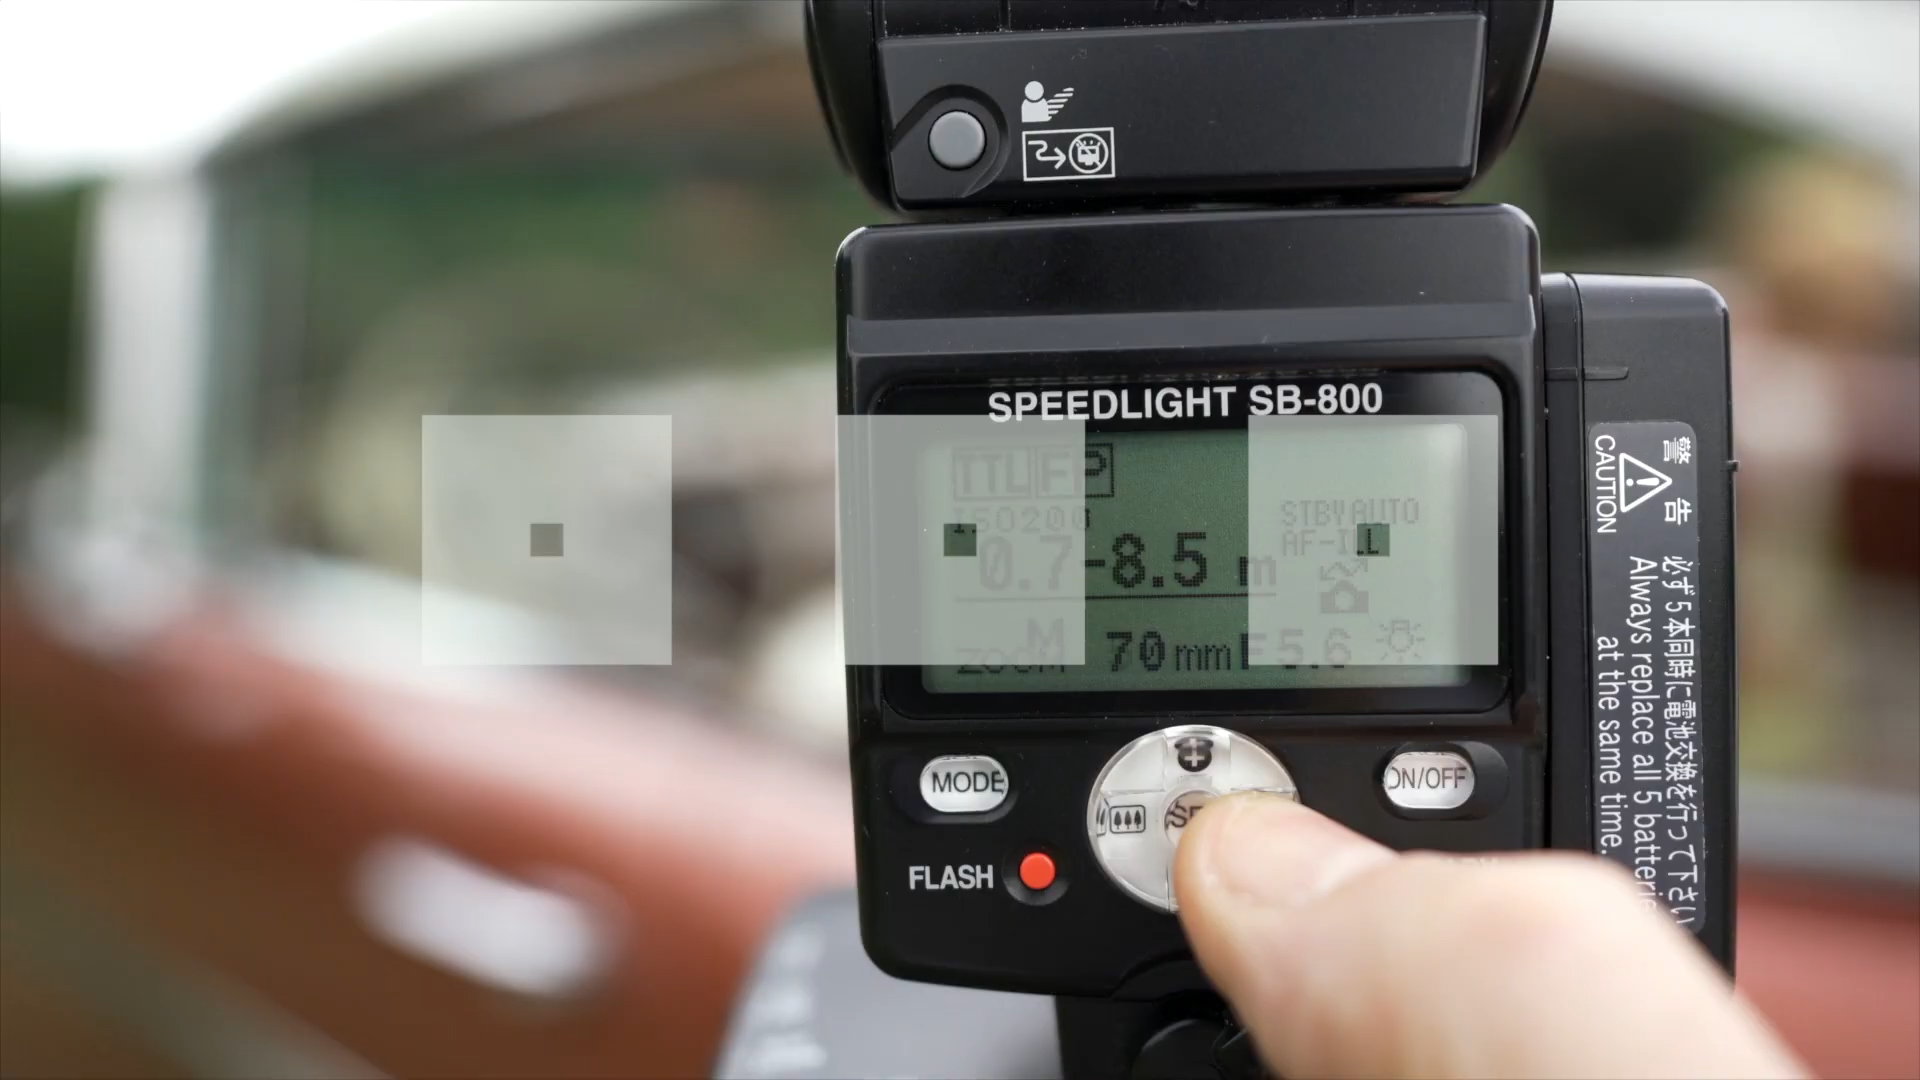 SPEEDLIGHT SB-800
TTL FP
ISO200
STBY AUTO
AF-ILL
0.7-8.5 m
M
ZOOM 70mm F5.6
MODE
ON/OFF
FLASH
警告
CAUTION
必ず5本同時に電池交換を行って下さい
Always replace all 5 batterie
at the same time.